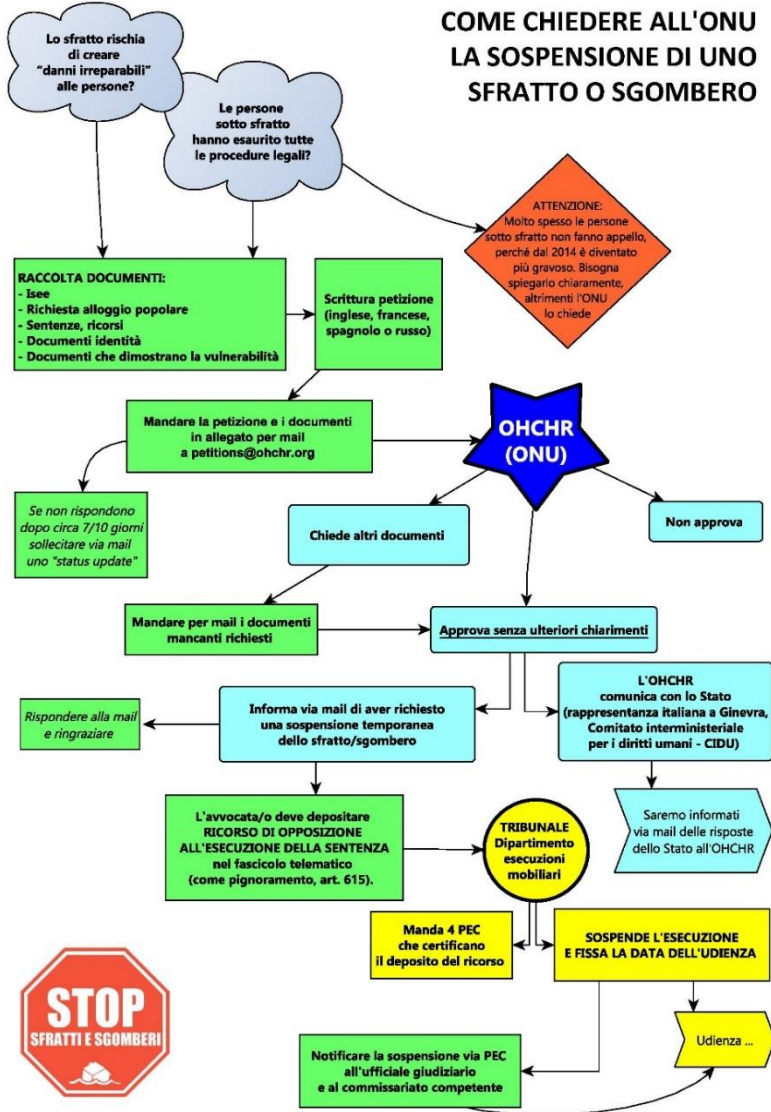 COME CHIEDERE ALL'ONU
LA SOSPENSIONE DI UNO
SFRATTO O SGOMBERO
Lo sfratto rischia
di creare
"danni irreparabili"
alle persone?
Le persone
sotto sfratto
hanno esaurito tutte
le procedure legali?
ATTENZIONE:
Molto spesso le persone
sotto sfratto non fanno appello,
perché dal 2014 è diventato
più gravoso. Bisogna
spiegarlo chiaramente,
altrimenti l'ONU
lo chiede
RACCOLTA DOCUMENTI:
- Isee
- Richiesta alloggio popolare
- Sentenze, ricorsi
- Documenti identità
- Documenti che dimostrano la vulnerabilità
Scrittura petizione
(inglese, francese,
spagnolo o russo)
Mandare la petizione e i documenti
in allegato per mail
a petitions@ohchr.org
OHCHR
(ONU)
Se non rispondono
dopo circa 7/10 giorni
sollecitare via mail
uno "status update"
Chiede altri documenti
Non approva
Mandare per mail i documenti
mancanti richiesti
Approva senza ulteriori chiarimenti
Rispondere alla mail
e ringraziare
Informa via mail di aver richiesto
una sospensione temporanea
dello sfratto/sgombero
L'OHCHR
comunica con lo Stato
(rappresentanza italiana a Ginevra,
Comitato interministeriale
per i diritti umani - CIDU)
Saremo informati
via mail delle risposte
dello Stato all'OHCHR
L'avvocata/o deve depositare
RICORSO DI OPPOSIZIONE
ALL'ESECUZIONE DELLA SENTENZA
nel fascicolo telematico
(come pignoramento, art. 615).
TRIBUNALE
Dipartimento
esecuzioni
mobiliari
Manda 4 PEC
che certificano
il deposito del ricorso
SOSPENDE L'ESECUZIONE
E FISSA LA DATA DELL'UDIENZA
STOP
SFRATTI E SGOMBERI
Notificare la sospensione via PEC
all'ufficiale giudiziario
e al commissariato competente
Udienza ...